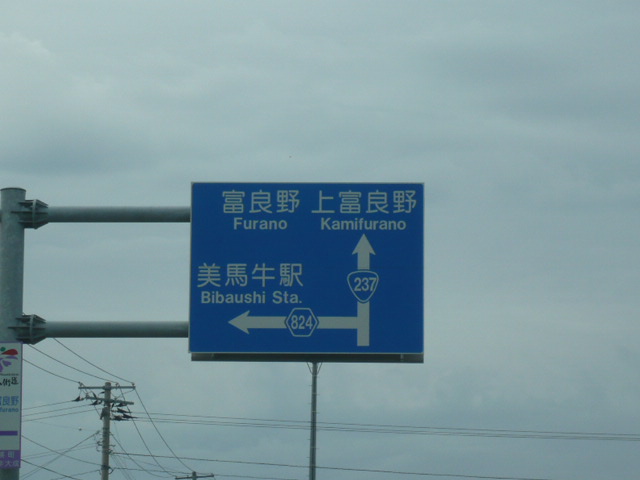 富良野 上富良野
Furano Kamifurano
237
美馬牛駅
Bibaushi Sta.
824